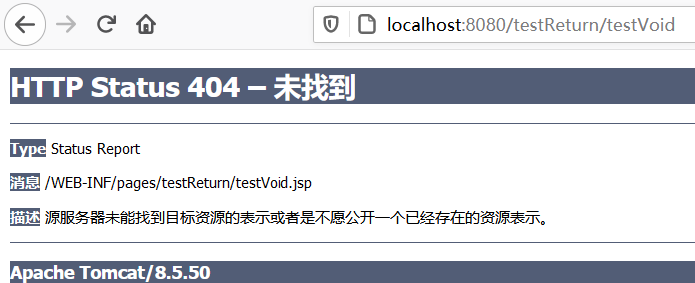 localhost:8080/testReturn/testVoid
HTTP Status 404 – 未找到
Type Status Report
消息 /WEB-INF/pages/testReturn/testVoid.jsp
描述 源服务器未能找到目标资源的表示或者是不愿公开一个已经存在的资源表示。
Apache Tomcat/8.5.50